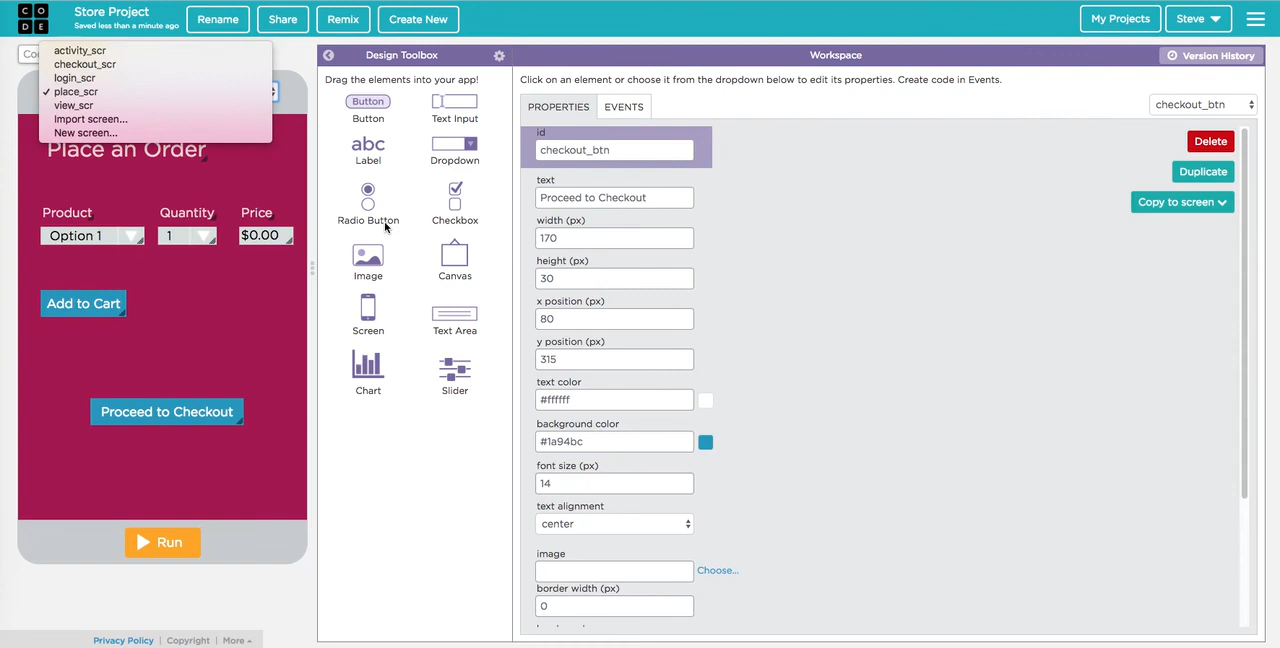 C O
D E
Store Project
Saved less than a minute ago
Rename
Share
Remix
Create New
My Projects
Steve
Co
activity_scr
checkout_scr
login_scr
✓ place_scr
view_scr
Import screen...
New screen...
Place an Order
Product Quantity Price
Option 1 1 $0.00
Add to Cart
Proceed to Checkout
Run
Privacy Policy | Copyright | More
Design Toolbox
Drag the elements into your app!
Button
Button Text Input
abc
Label Dropdown
Radio Button Checkbox
Image Canvas
Screen Text Area
Chart Slider
Workspace
Version History
Click on an element or choose it from the dropdown below to edit its properties. Create code in Events.
PROPERTIES EVENTS
checkout_btn
id
checkout_btn
Delete
Duplicate
Copy to screen
text
Proceed to Checkout
width (px)
170
height (px)
30
x position (px)
80
y position (px)
315
text color
#ffffff
background color
#1a94bc
font size (px)
14
text alignment
center
image
Choose...
border width (px)
0